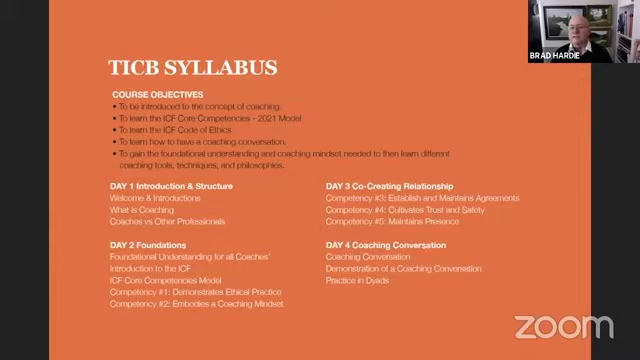 BRAD HARDIE
TICB SYLLABUS
COURSE OBJECTIVES
• To be introduced to the concept of coaching.
• To learn the ICF Core Competencies - 2021 Model
• To learn the ICF Code of Ethics
• To learn how to have a coaching conversation.
• To gain the foundational understanding and coaching mindset needed to then learn different
coaching tools, techniques, and philosophies.
DAY 1 Introduction & Structure
Welcome & Introductions
What is Coaching
Coaches vs Other Professionals
DAY 2 Foundations
Foundational Understanding for all Coaches'
Introduction to the ICF
ICF Core Competencies Model
Competency #1: Demonstrates Ethical Practice
Competency #2: Embodies a Coaching Mindset
DAY 3 Co-Creating Relationship
Competency #3: Establish and Maintains Agreements
Competency #4: Cultivates Trust and Safety
Competency #5: Maintains Presence
DAY 4 Coaching Conversation
Coaching Conversation
Demonstration of a Coaching Conversation
Practice in Dyads
zoom